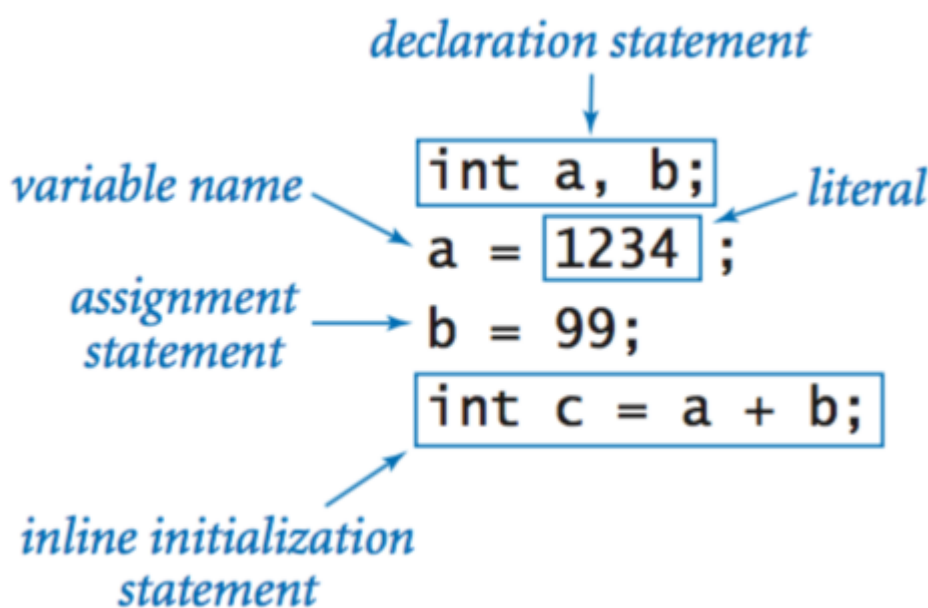 declaration statement
int a, b;
variable name
literal
a = 1234 ;
assignment
statement
b = 99;
int c = a + b;
inline initialization
statement